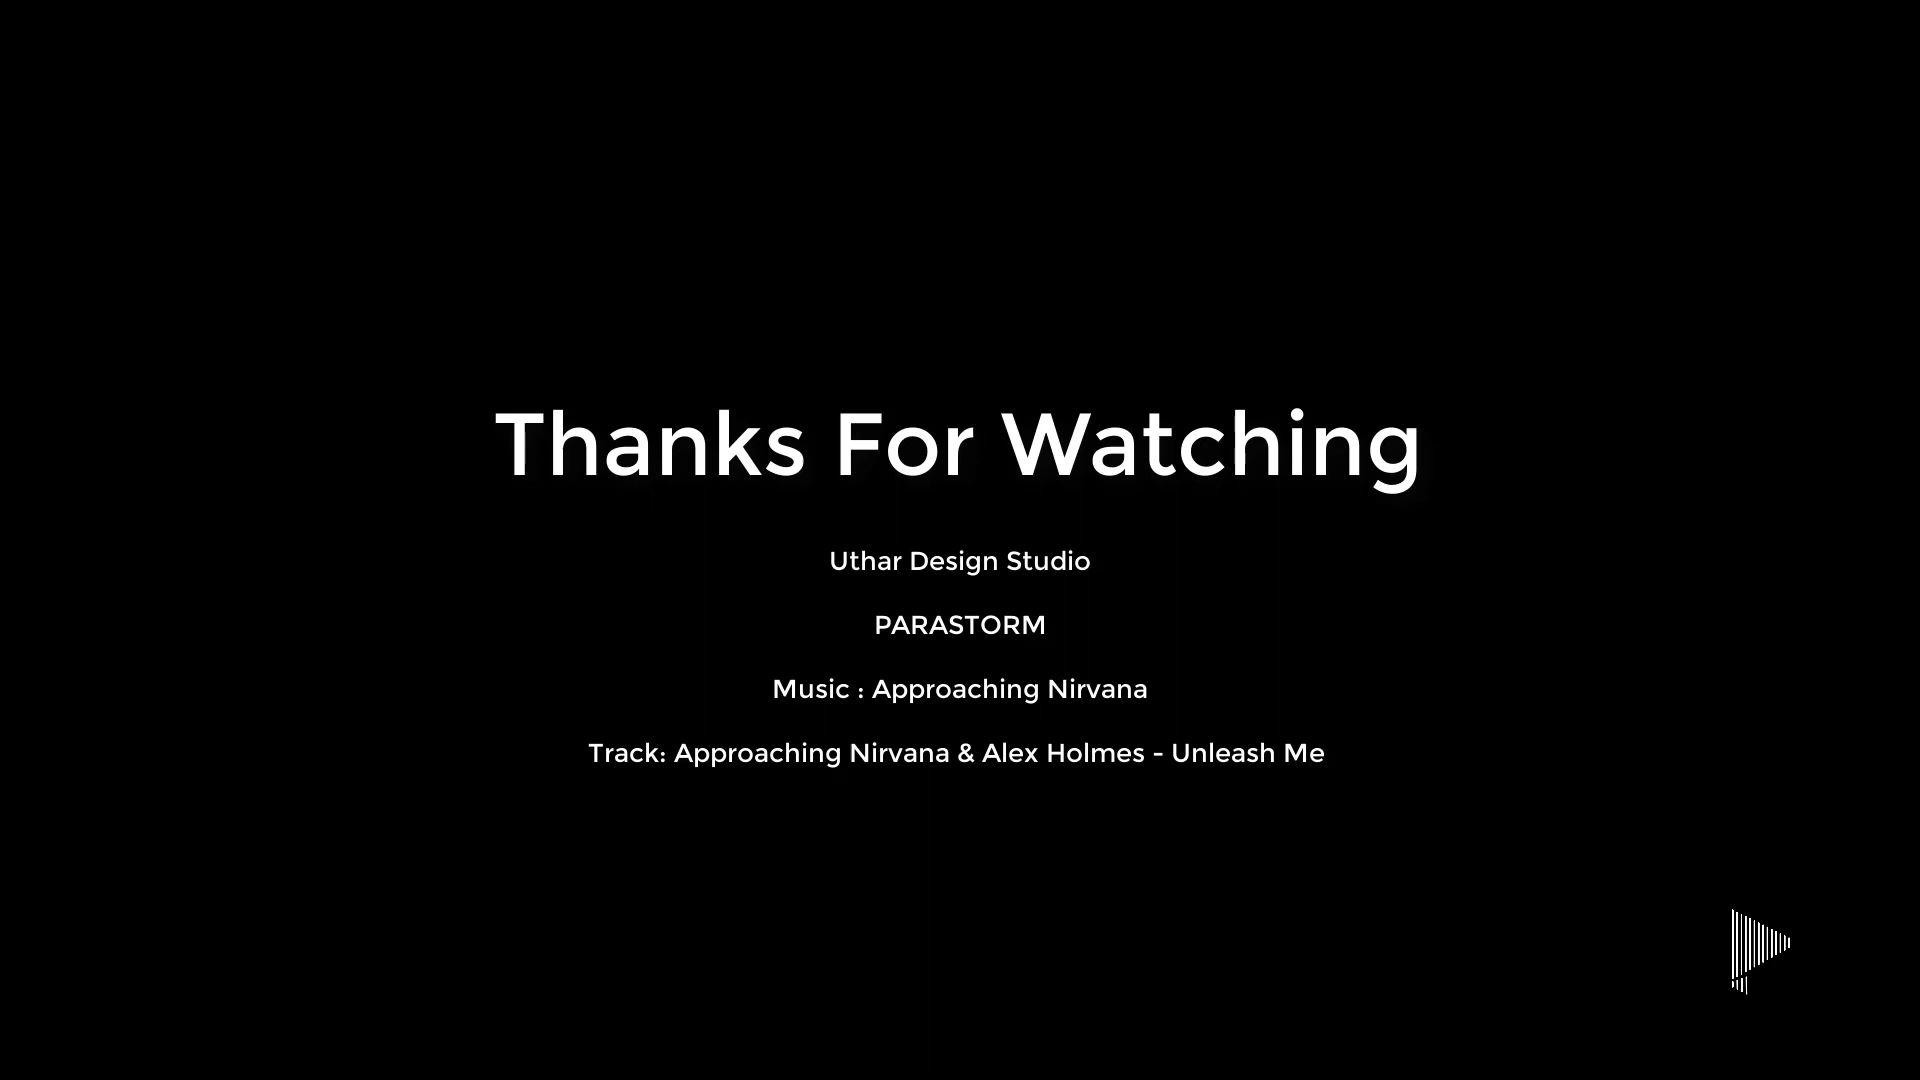 Thanks For Watching
Uthar Design Studio
PARASTORM
Music : Approaching Nirvana
Track: Approaching Nirvana & Alex Holmes - Unleash Me